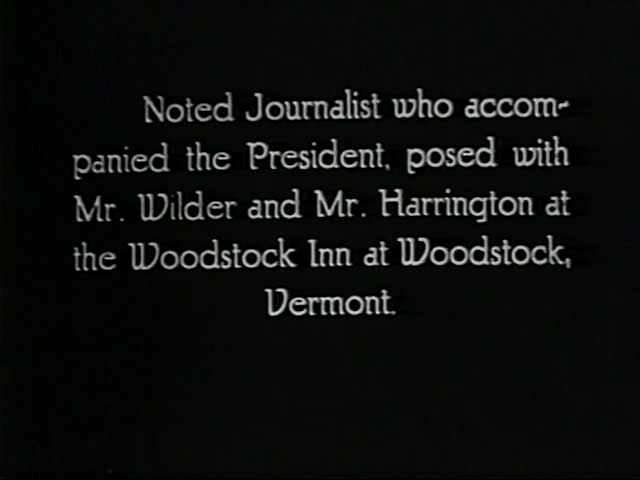 Noted Journalist who accom-
panied the President, posed with
Mr. Wilder and Mr. Harrington at
the Woodstock Inn at Woodstock,
Vermont.